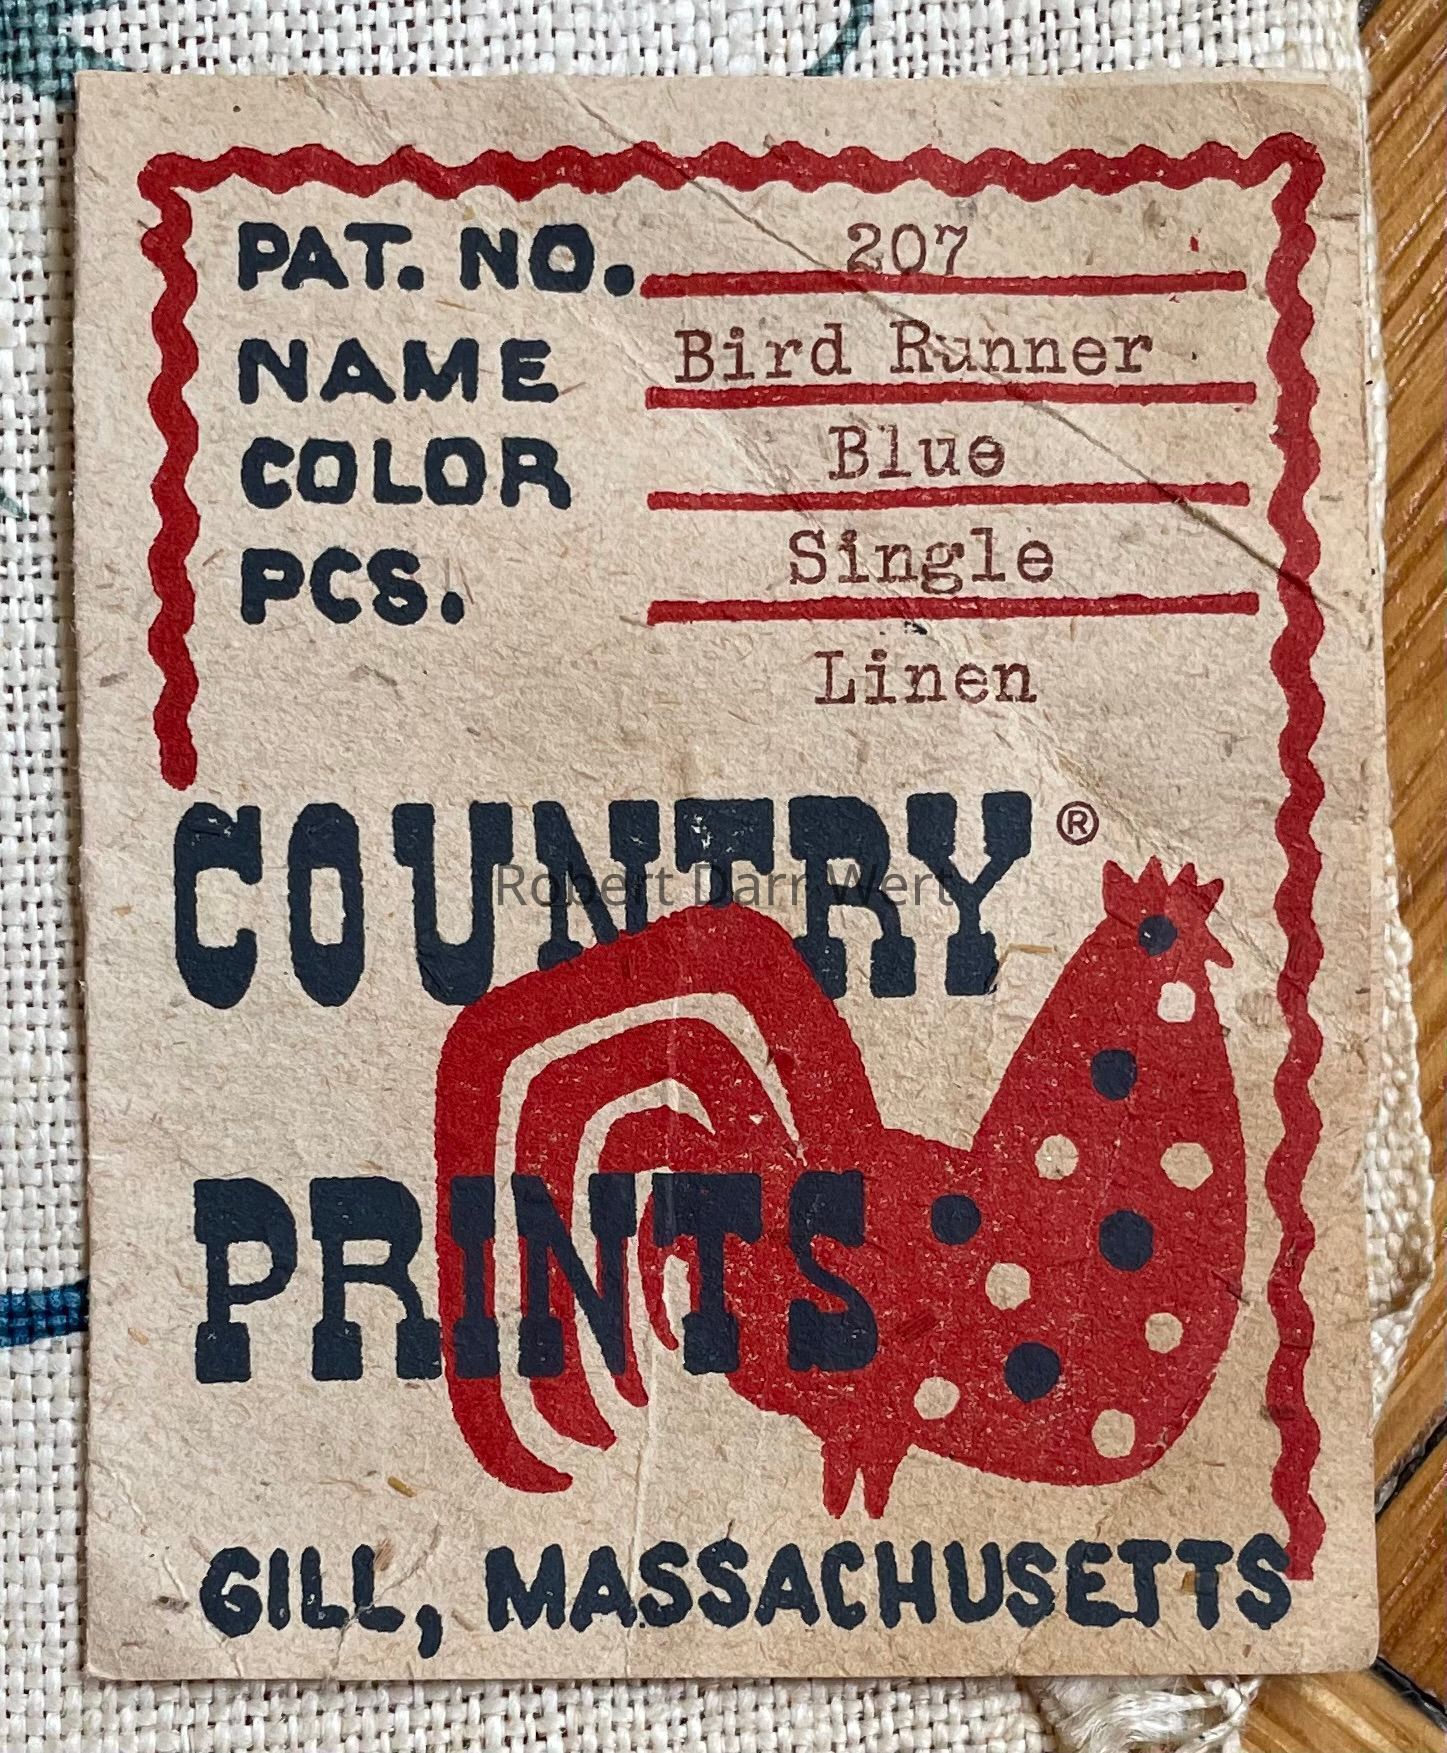 PAT. NO. 207
NAME Bird Runner
COLOR Blue
PCS. Single
Linen
COUNTRY ®
Robert Darr Wert
PRINTS
GILL, MASSACHUSETTS